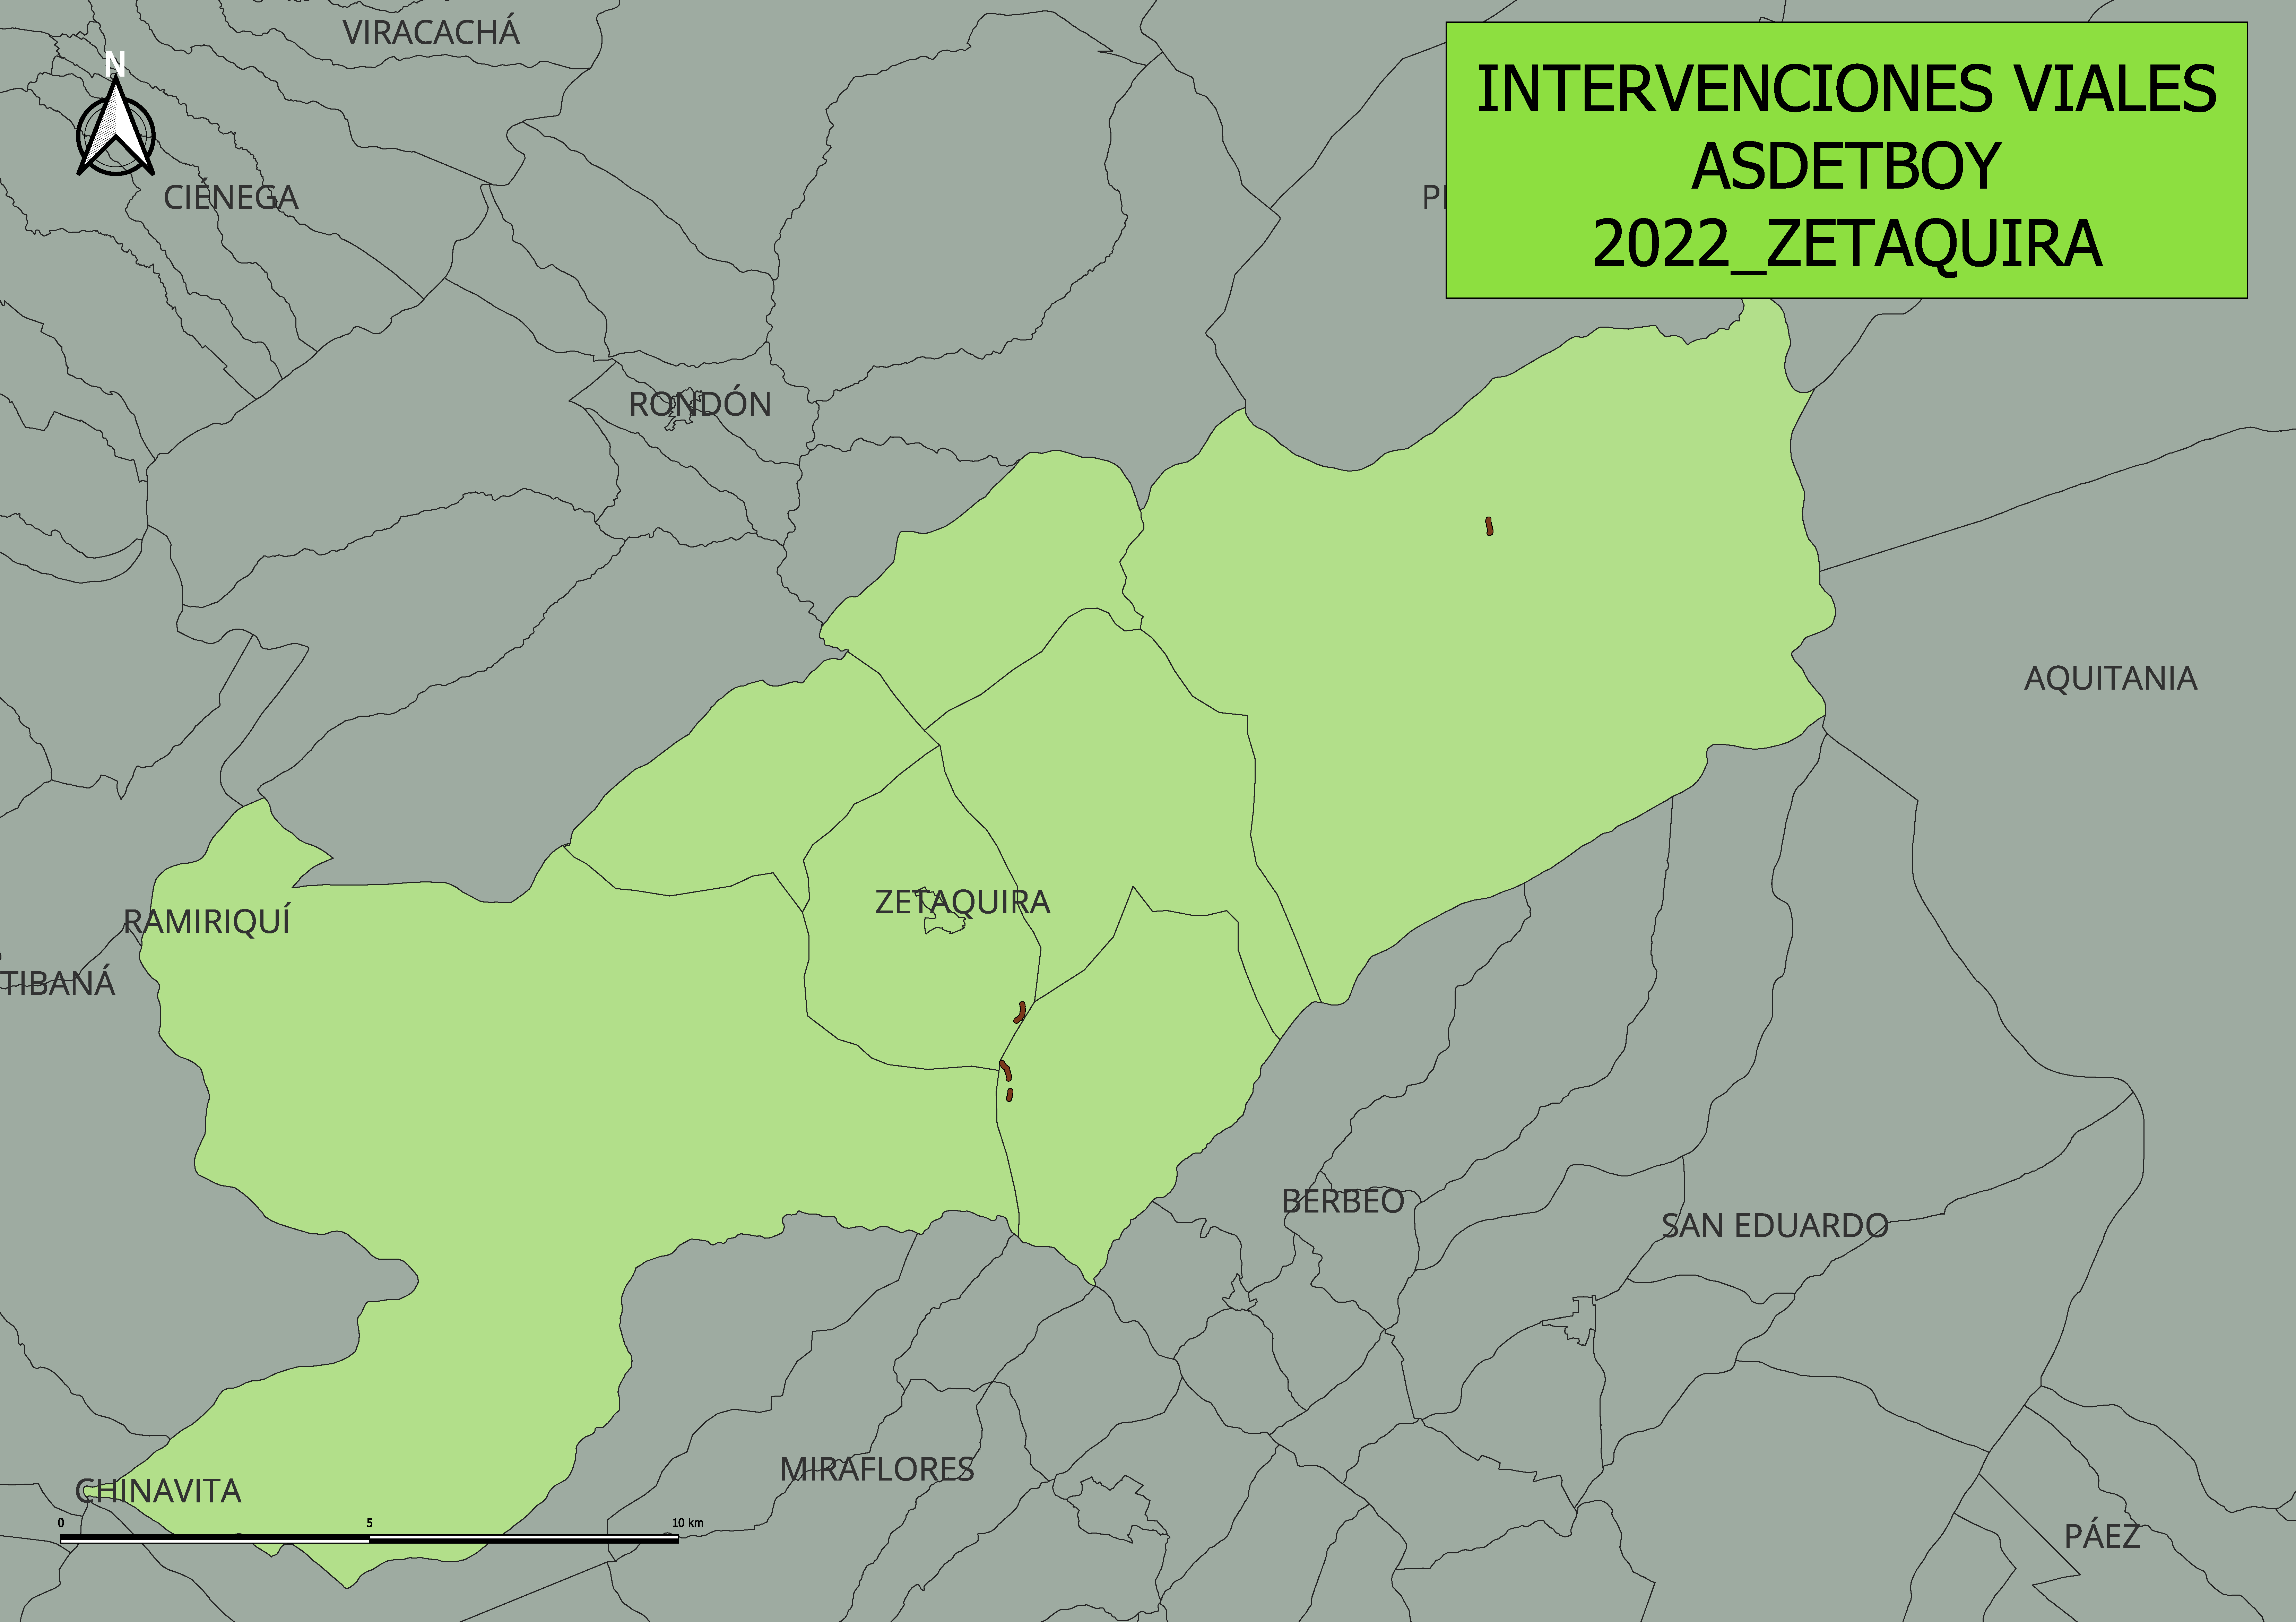 VIRACACHÁ
N
CIÉNEGA
INTERVENCIONES VIALES
ASDETBOY
2022_ZETAQUIRA
RONDÓN
AQUITANIA
ZETAQUIRA
RAMIRIQUÍ
TIBANÁ
BERBEO
SAN EDUARDO
MIRAFLORES
CHINAVITA
0 5 10 km
PÁEZ